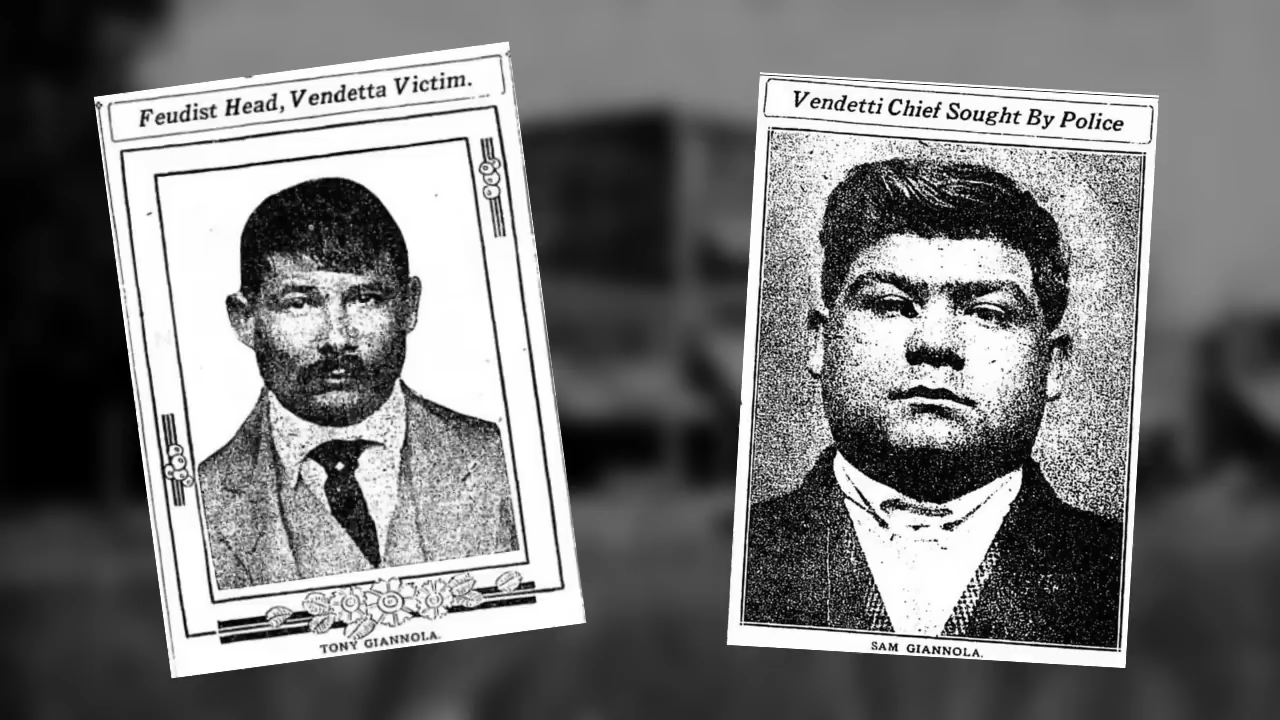 Feudist Head, Vendetta Victim.
TONY GIANNOLA.
Vendetti Chief Sought By Police
SAM GIANNOLA.